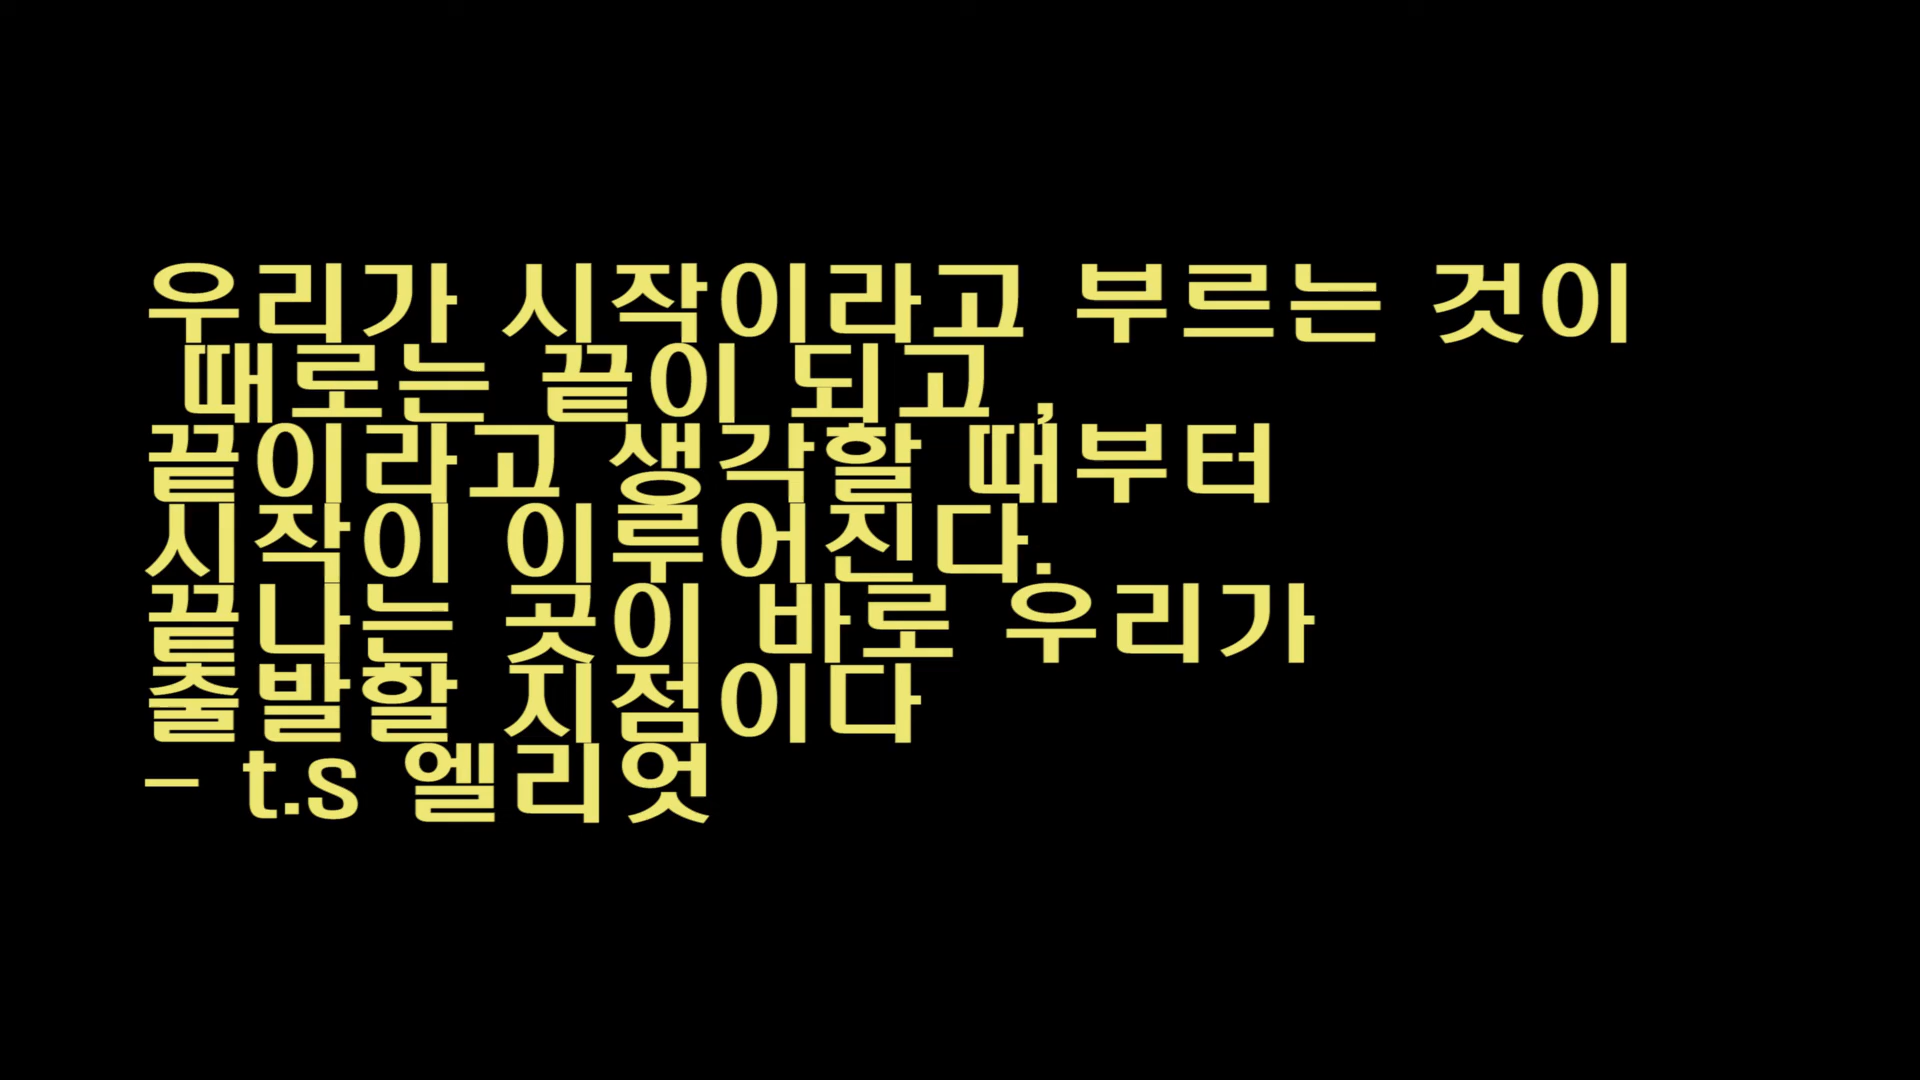 우리가 시작이라고 부르는 것이
때로는 끝이 되고 ,
끝이라고 생각할 때부터
시작이 이루어진다.
끝나는 곳이 바로 우리가
출발할 지점이다
- t.s 엘리엇